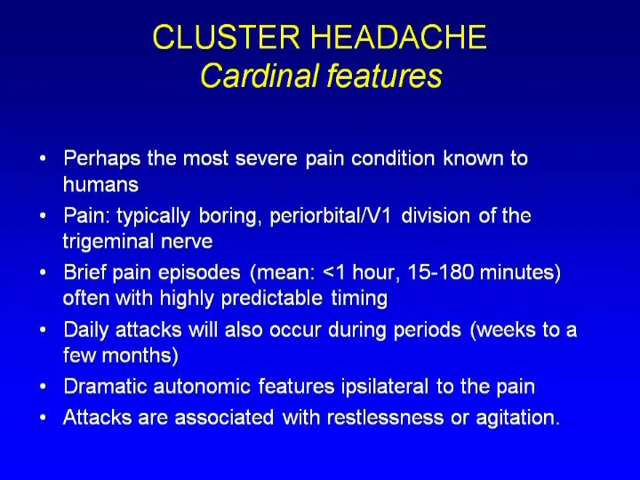 CLUSTER HEADACHE
Cardinal features
• Perhaps the most severe pain condition known to
humans
• Pain: typically boring, periorbital/V1 division of the
trigeminal nerve
• Brief pain episodes (mean: <1 hour, 15-180 minutes)
often with highly predictable timing
• Daily attacks will also occur during periods (weeks to a
few months)
• Dramatic autonomic features ipsilateral to the pain
• Attacks are associated with restlessness or agitation.